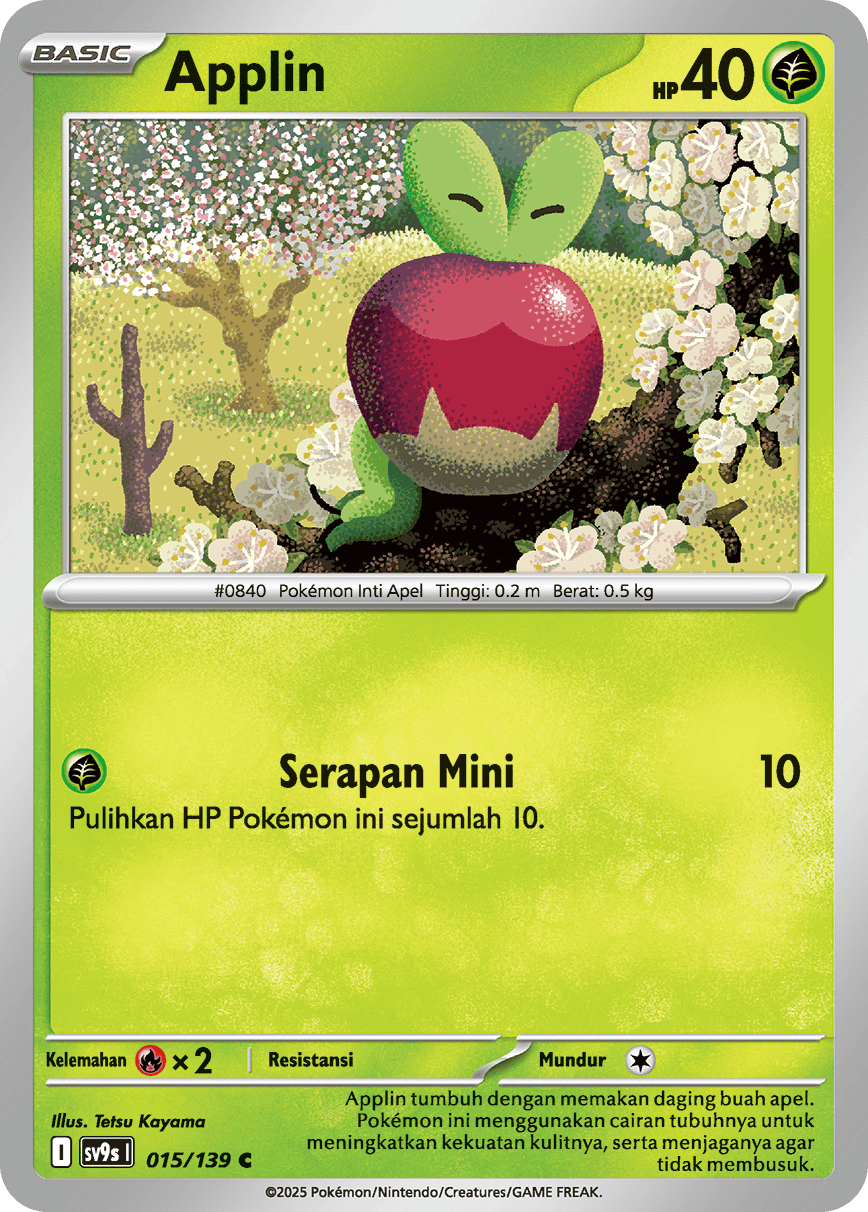 BASIC
Applin
HP 40
#0840 Pokémon Inti Apel Tinggi: 0.2 m Berat: 0.5 kg
Serapan Mini 10
Pulihkan HP Pokémon ini sejumlah 10.
Kelemahan ×2 Resistansi Mundur
Illus. Tetsu Kayama
I sv9s I 015/139 C
Applin tumbuh dengan memakan daging buah apel.
Pokémon ini menggunakan cairan tubuhnya untuk
meningkatkan kekuatan kulitnya, serta menjaganya agar
tidak membusuk.
©2025 Pokémon/Nintendo/Creatures/GAME FREAK.